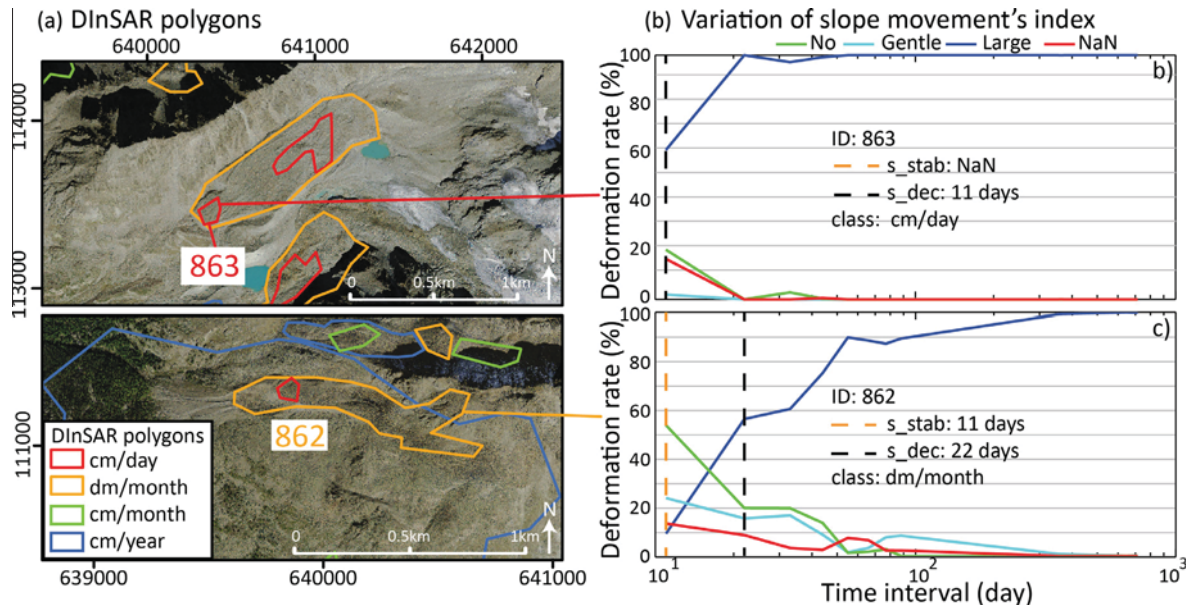 (a) DInSAR polygons
640000 641000 642000
114000
113000
863
0 0.5km 1km
N
111000
862
DInSAR polygons
cm/day
dm/month
cm/month
cm/year
0 0.5km 1km
N
639000 640000 641000
(b) Variation of slope movement's index
No Gentle Large NaN
Deformation rate (%)
100
80
60
40
20
0
b)
ID: 863
s_stab: NaN
s_dec: 11 days
class: cm/day
Deformation rate (%)
100
80
60
40
20
0
c)
ID: 862
s_stab: 11 days
s_dec: 22 days
class: dm/month
10¹ 10² 10³
Time interval (day)